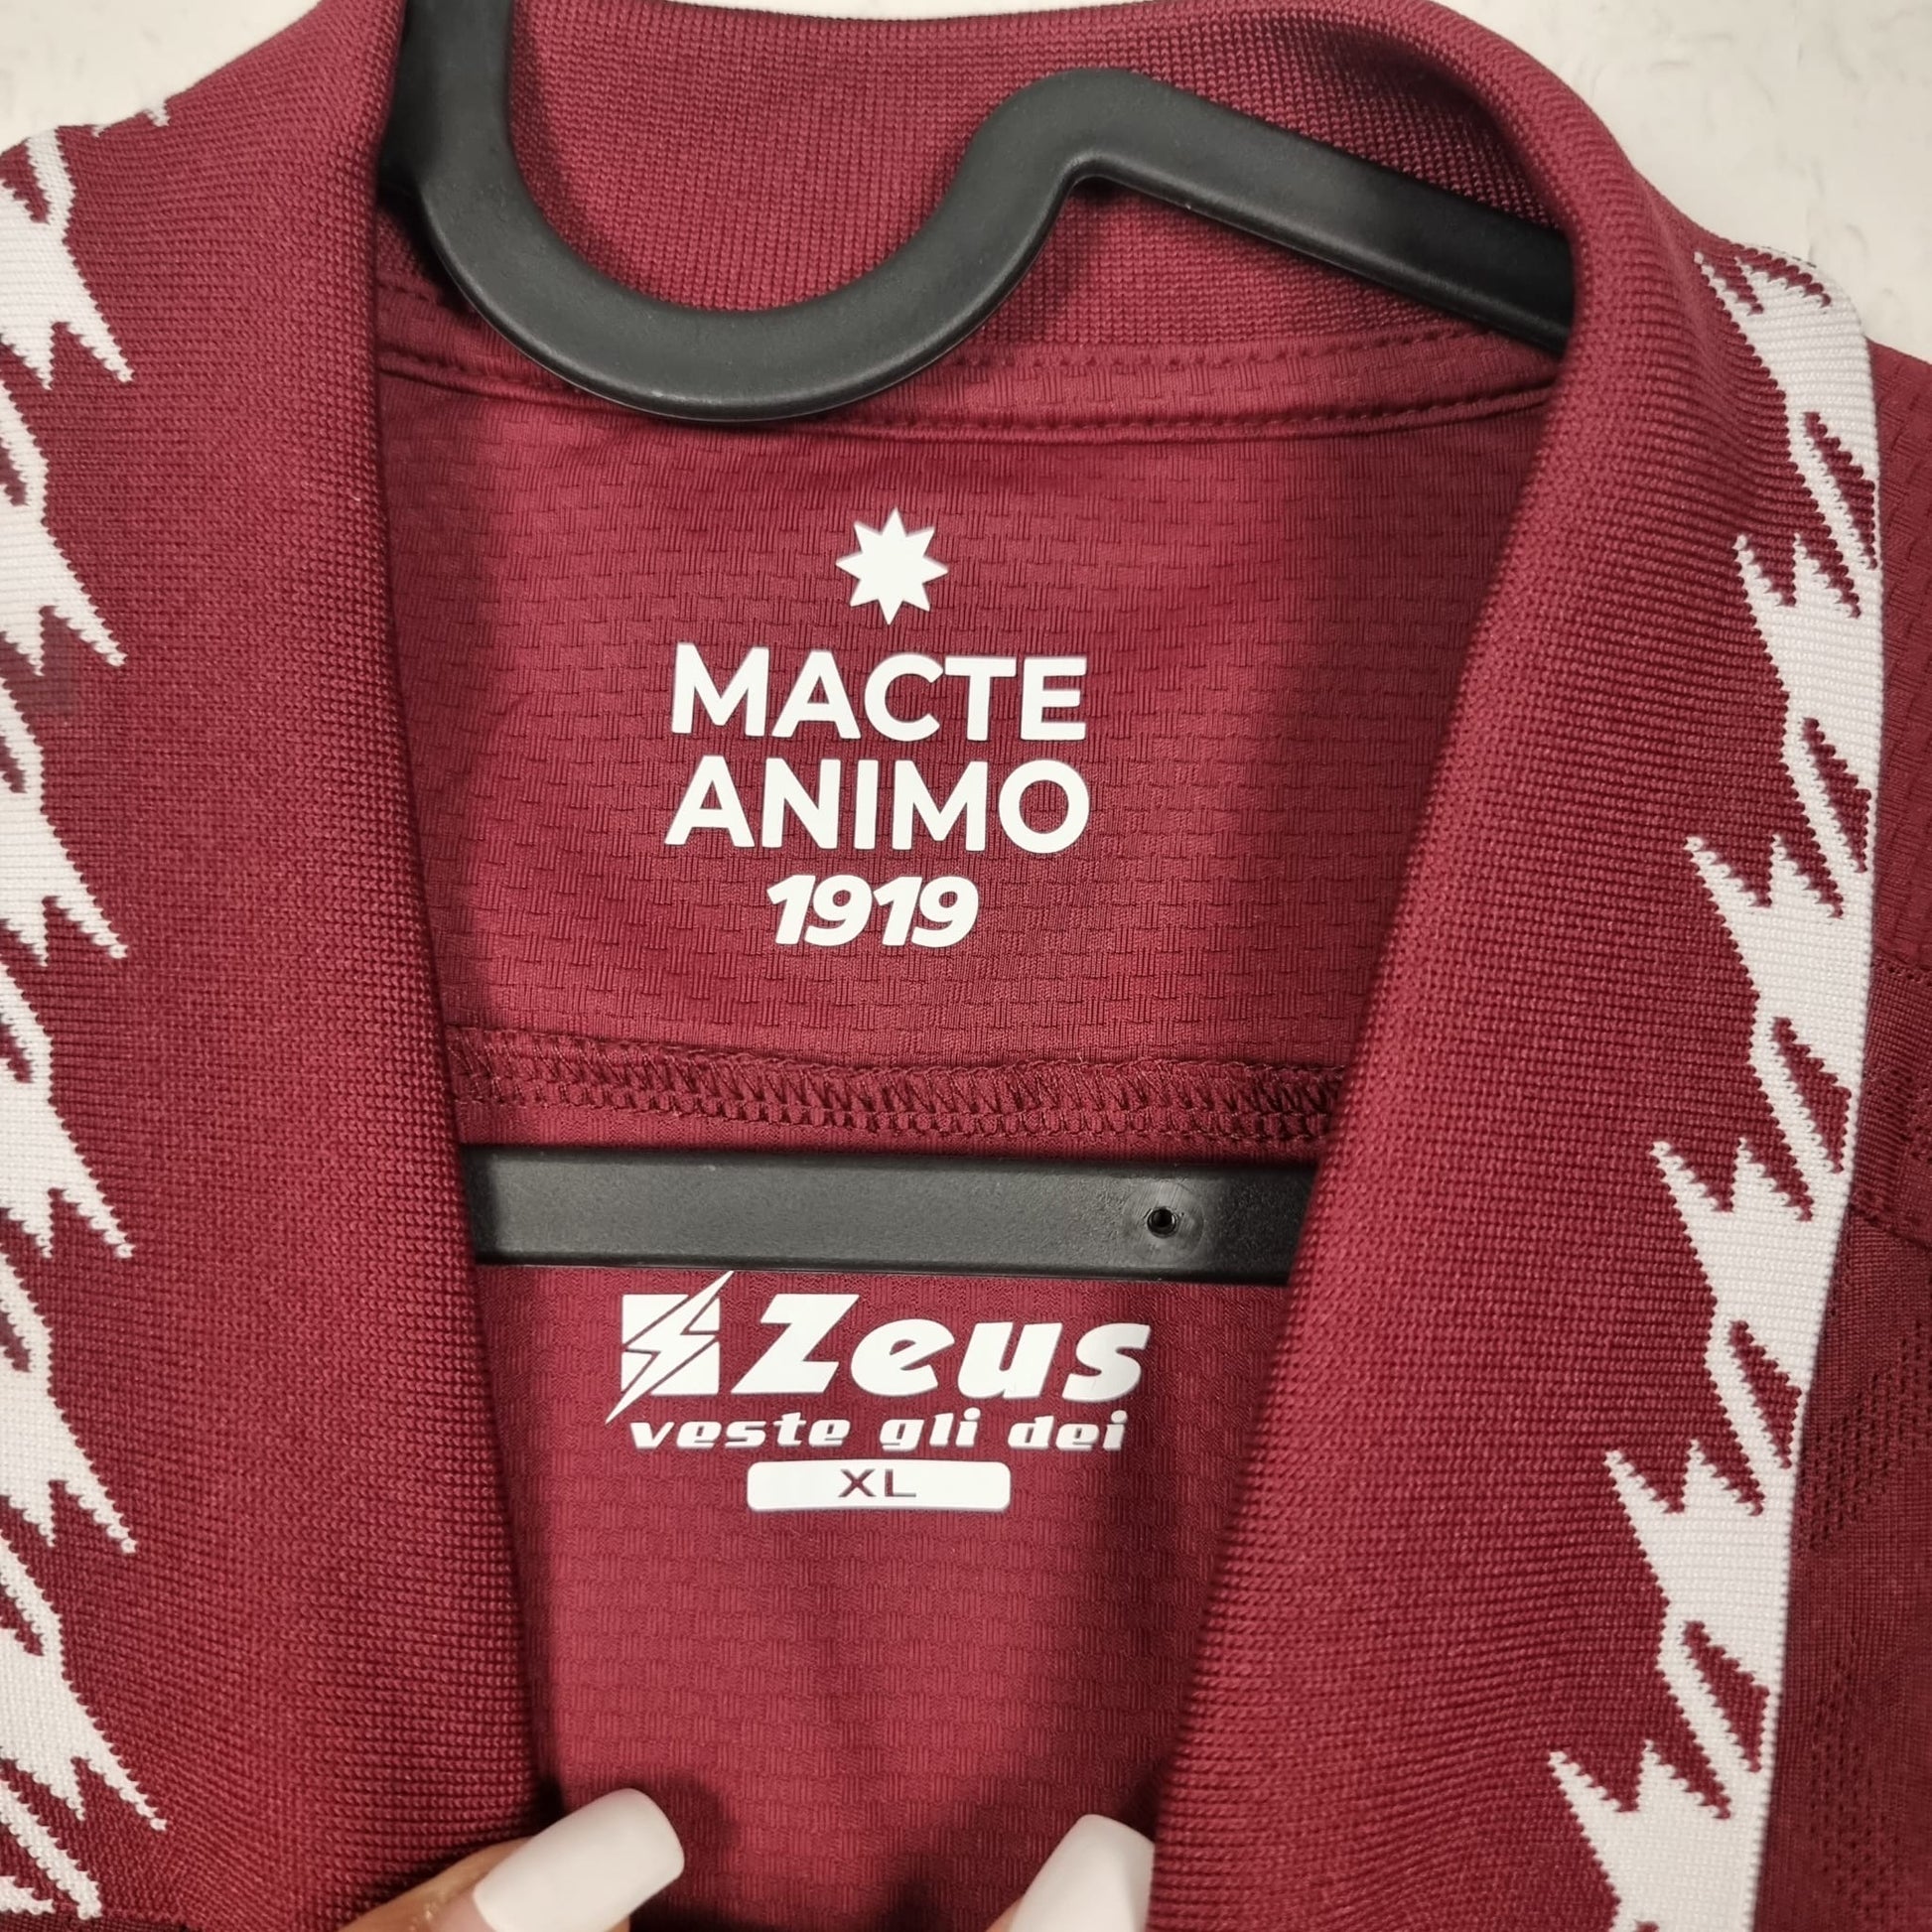 MACTE
ANIMO
1919
Zeus
veste gli dei
XL